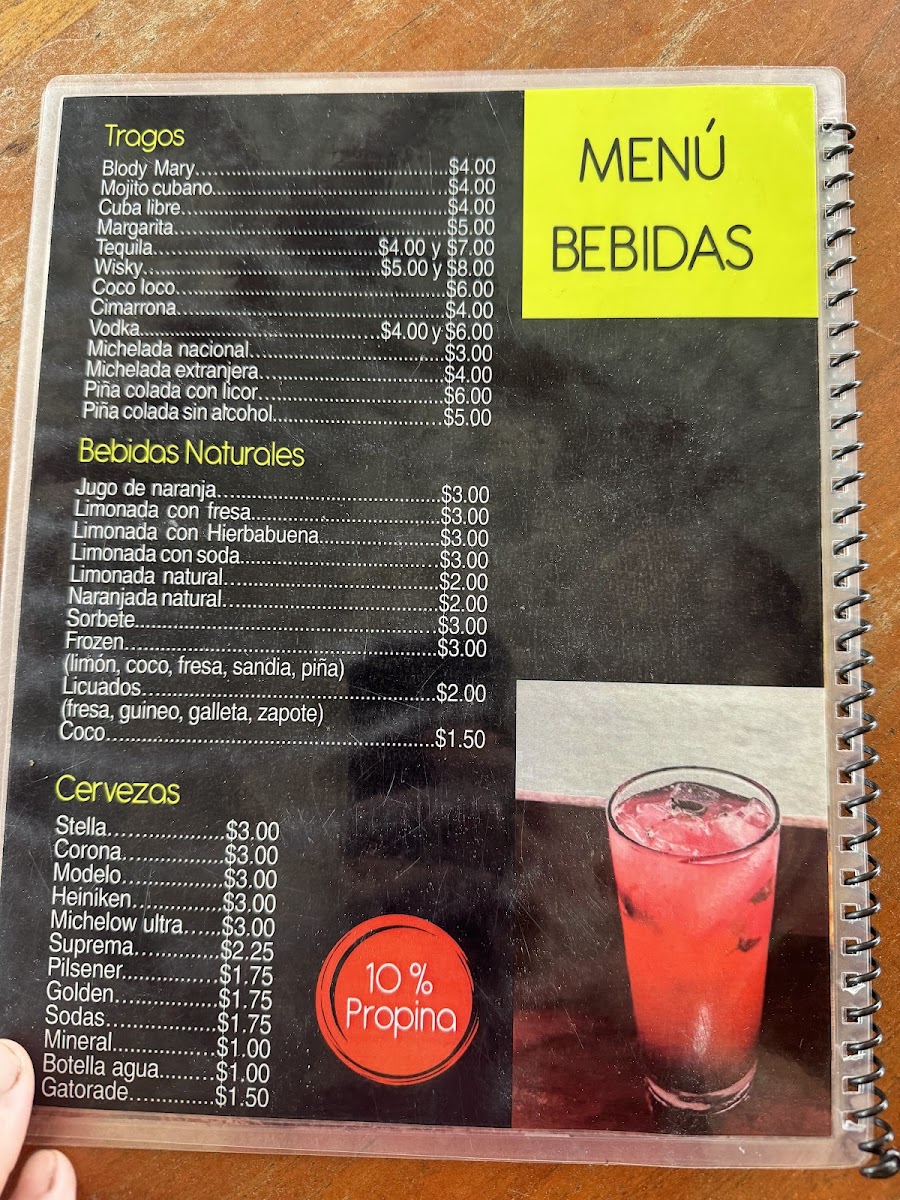 MENÚ
BEBIDAS
Tragos
Blody Mary.....$4.00
Mojito cubano.....$4.00
Cuba libre.....$4.00
Margarita.....$5.00
Tequila.....$4.00 y $7.00
Wisky.....$5.00 y $8.00
Coco loco.....$6.00
Cimarrona.....$4.00
Vodka.....$4.00 y $6.00
Michelada nacional.....$3.00
Michelada extranjera.....$4.00
Piña colada con licor.....$6.00
Piña colada sin alcohol.....$5.00
Bebidas Naturales
Jugo de naranja.....$3.00
Limonada con fresa.....$3.00
Limonada con Hierbabuena.....$3.00
Limonada con soda.....$3.00
Limonada natural.....$2.00
Naranjada natural.....$2.00
Sorbete.....$3.00
Frozen.....$3.00
(limón, coco, fresa, sandia, piña)
Licuados.....$2.00
(fresa, guineo, galleta, zapote)
Coco.....$1.50
Cervezas
Stella.....$3.00
Corona.....$3.00
Modelo.....$3.00
Heiniken.....$3.00
Michelow ultra.....$3.00
Suprema.....$2.25
Pilsener.....$1.75
Golden.....$1.75
Sodas.....$1.75
Mineral.....$1.00
Botella agua.....$1.00
Gatorade.....$1.50
10 %
Propina